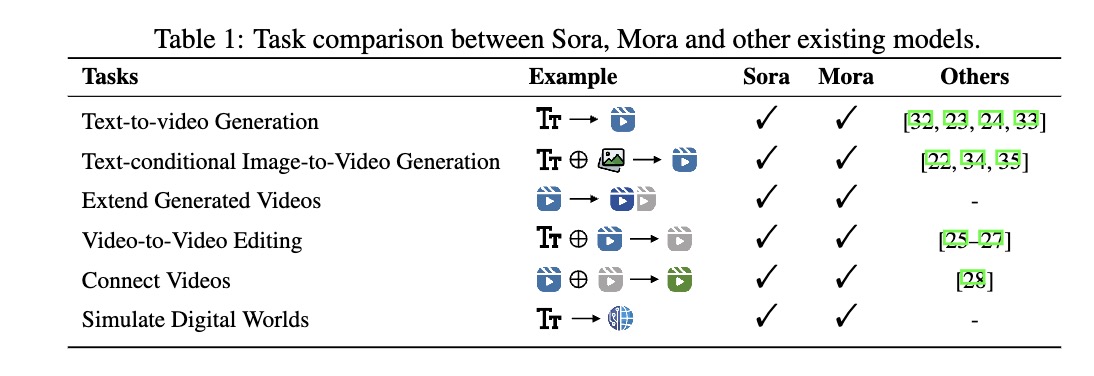 Table 1: Task comparison between Sora, Mora and other existing models.
Tasks Example Sora Mora Others
Text-to-video Generation Tт → ✓ ✓ [32, 23, 24, 33]
Text-conditional Image-to-Video Generation Tт ⊕ → ✓ ✓ [22, 34, 35]
Extend Generated Videos → ✓ ✓ -
Video-to-Video Editing Tт ⊕ → ✓ ✓ [25–27]
Connect Videos ⊕ → ✓ ✓ [28]
Simulate Digital Worlds Tт → ✓ ✓ -